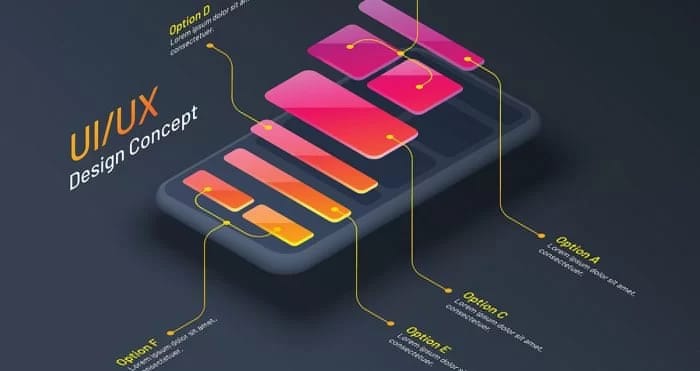 Option D
Lorem ipsum dolor sit amet,
consectetuer.
UI/UX
Design Concept
Option A
Lorem ipsum dolor sit amet,
consectetuer.
Option C
Lorem ipsum dolor sit amet,
consectetuer.
Option E
Lorem ipsum dolor sit
consectetuer.
Option F
Lorem ipsum dolor sit amet,
consectetuer.